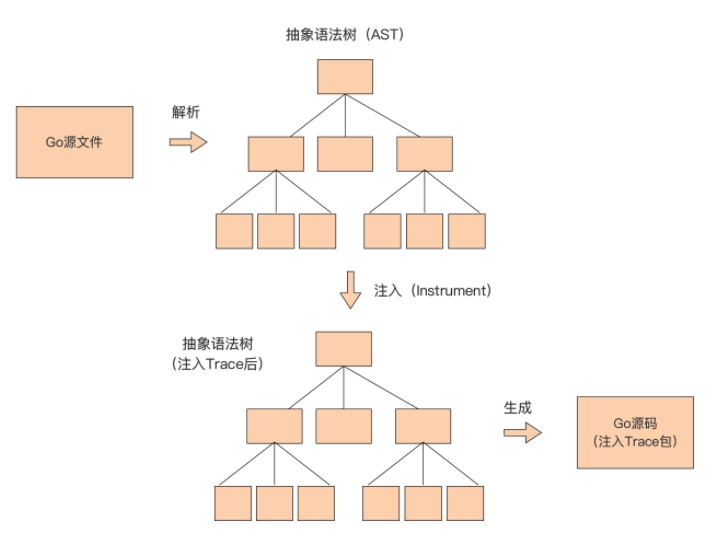 抽象语法树（AST）
解析
Go源文件
注入（Instrument）
抽象语法树
（注入Trace后）
生成
Go源码
（注入Trace包）